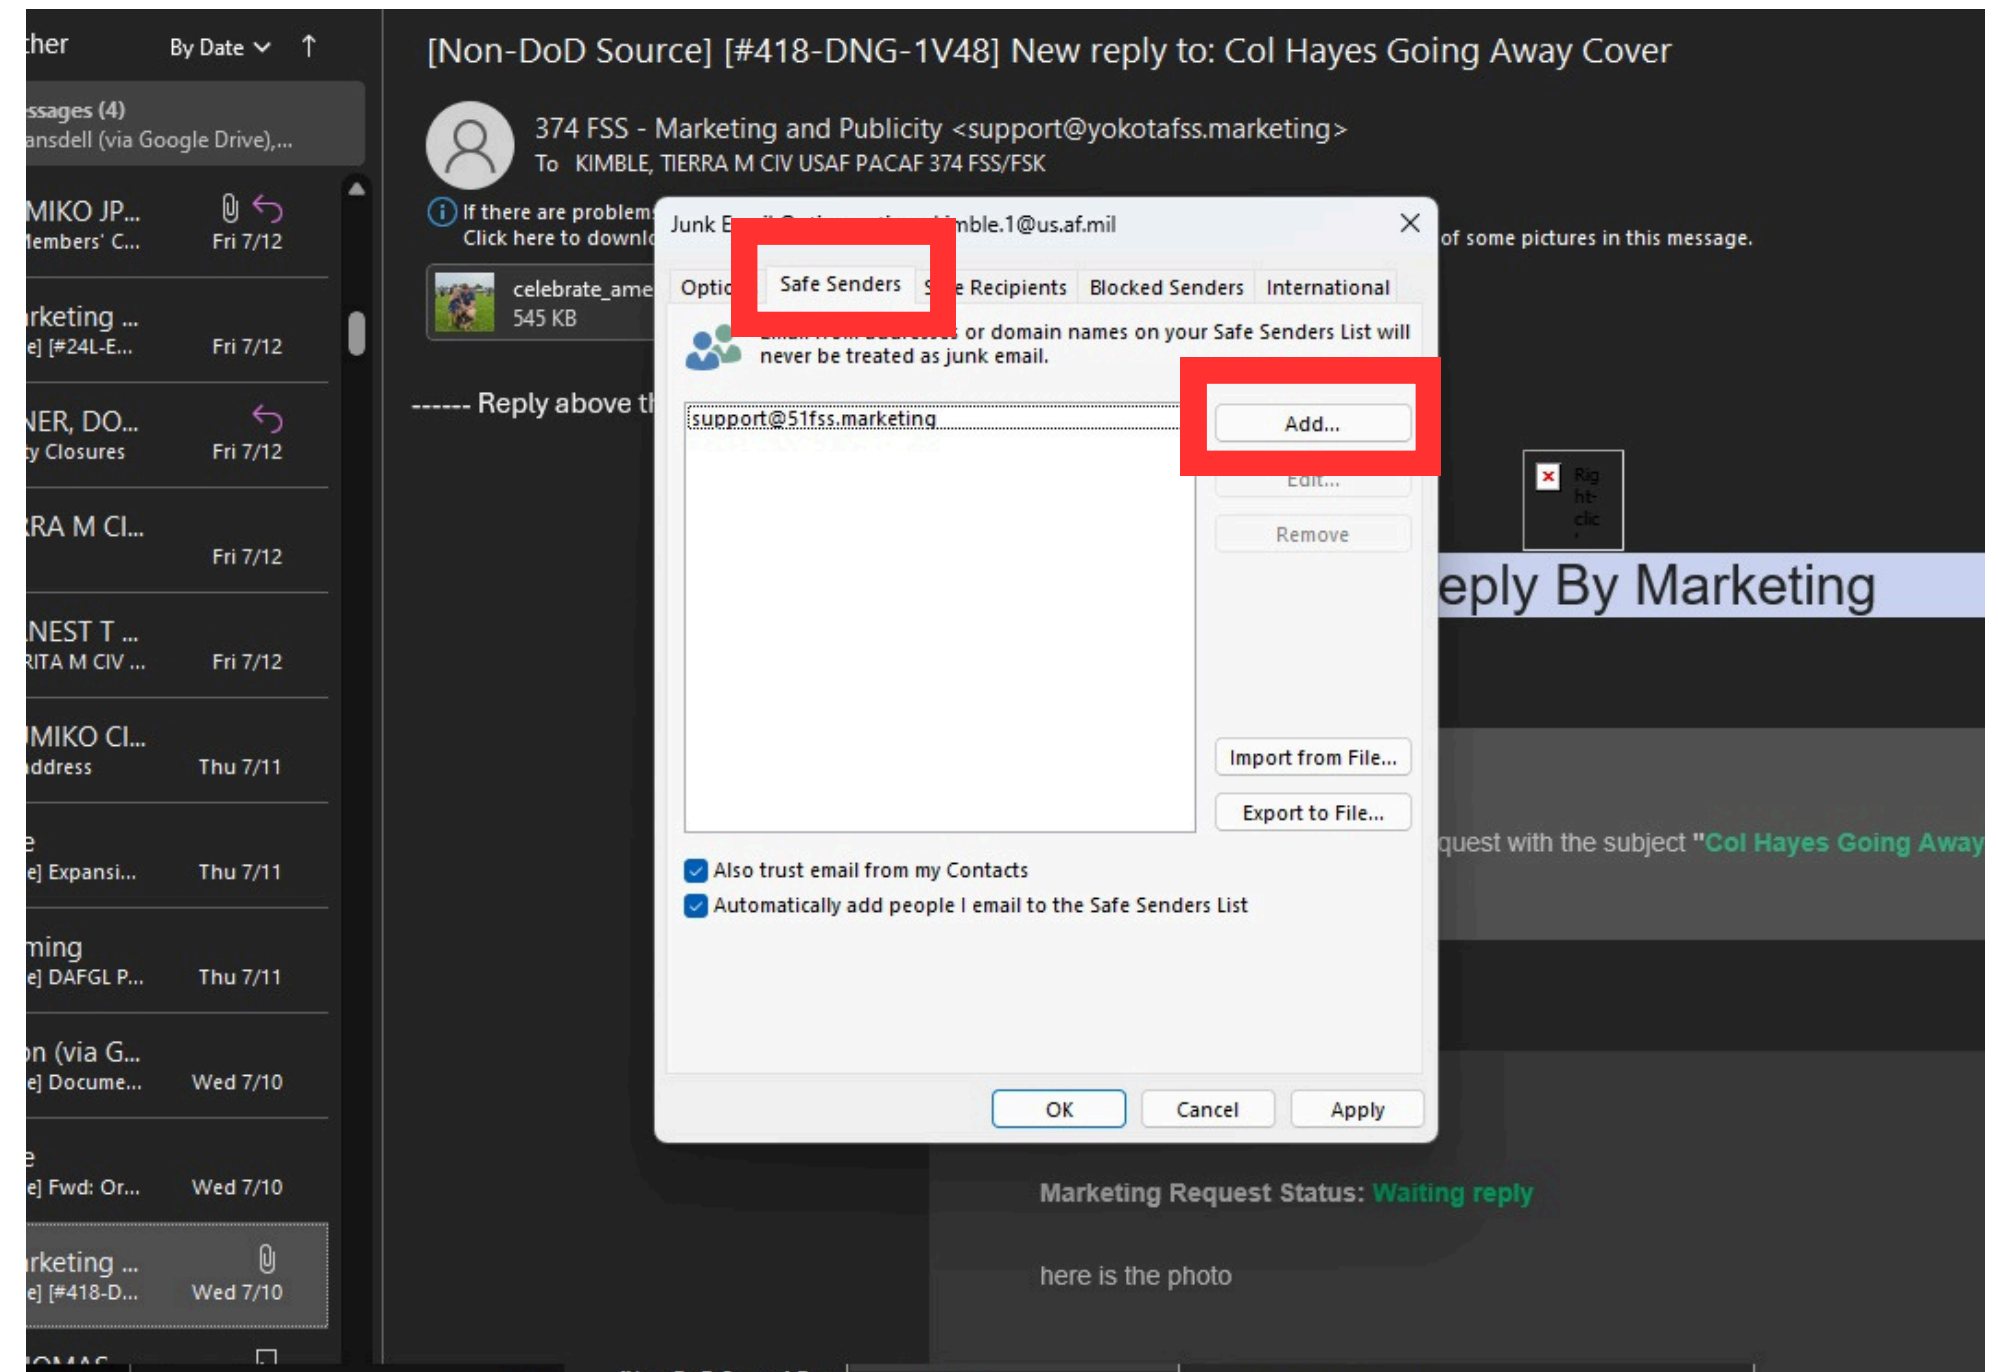 ther By Date
ssages (4)
ansdell (via Google Drive),...
MIKO JP...
Members' C... Fri 7/12
rketing ...
e] [#24L-E... Fri 7/12
NER, DO...
ty Closures Fri 7/12
RRA M CI...
Fri 7/12
NEST T ...
RITA M CIV ... Fri 7/12
MIKO CI...
ddress Thu 7/11
e
e] Expansi... Thu 7/11
ming
e] DAFGL P... Thu 7/11
on (via G...
e] Docume... Wed 7/10
e
e] Fwd: Or... Wed 7/10
rketing ...
e] [#418-D... Wed 7/10
[Non-DoD Source] [#418-DNG-1V48] New reply to: Col Hayes Going Away Cover
374 FSS - Marketing and Publicity <support@yokotafss.marketing>
To KIMBLE, TIERRA M CIV USAF PACAF 374 FSS/FSK
If there are problem
Click here to downlo of some pictures in this message.
celebrate_ame
545 KB
------ Reply above th
Junk E mble.1@us.af.mil
Optio Safe Senders S e Recipients Blocked Senders International
or domain names on your Safe Senders List will
never be treated as junk email.
support@51fss.marketing
Add...
Edit...
Remove
Import from File...
Export to File...
Also trust email from my Contacts
Automatically add people I email to the Safe Senders List
OK Cancel Apply
Rig
ht-
clic
eply By Marketing
quest with the subject "Col Hayes Going Away
Marketing Request Status: Waiting reply
here is the photo